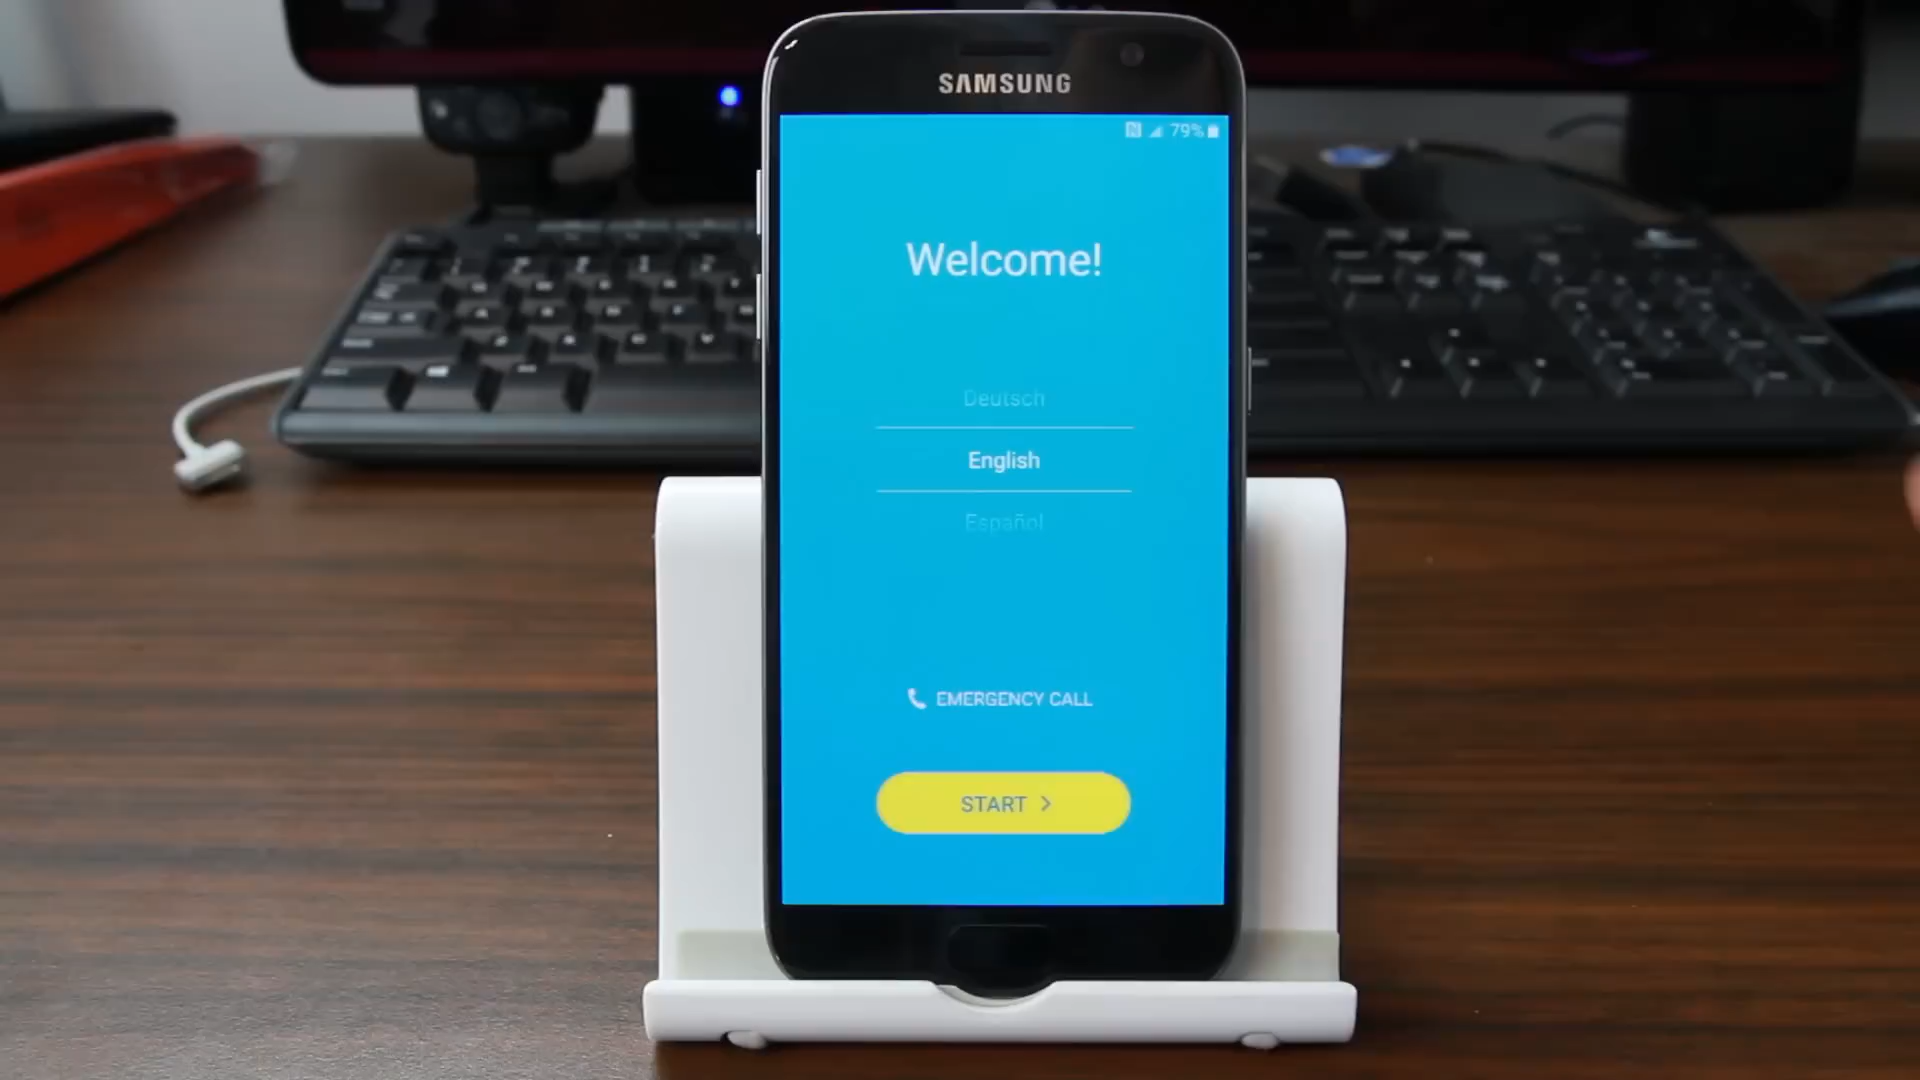 SAMSUNG
79%
Welcome!
Deutsch
English
Español
EMERGENCY CALL
START